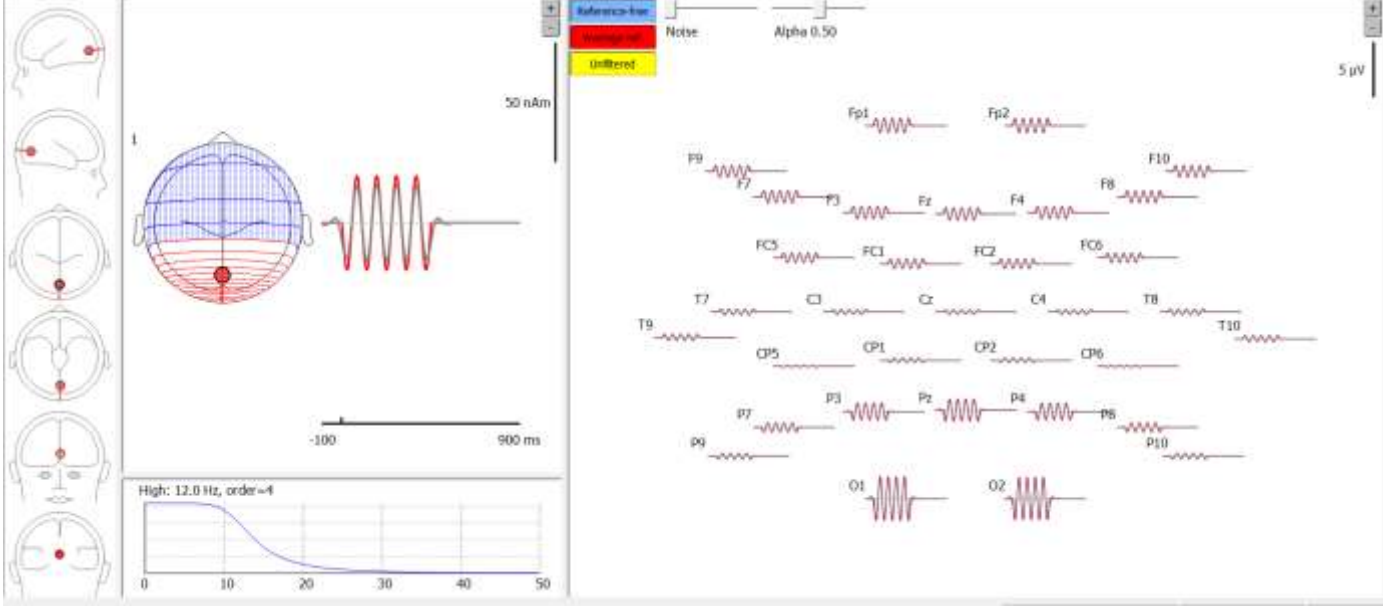 Reference-free
Average ref
Unfiltered
Noise
Alpha 0.50
5 µV
50 nAm
1
-100
900 ms
High: 12.0 Hz, order=4
0 10 20 30 40 50
Fp1 Fp2
F9 F10
F7 F8
F3 Fz F4
FC5 FC1 FC2 FC6
T7 C3 Cz C4 T8
T9 T10
CP5 CP1 CP2 CP6
P3 Pz P4
P7 P8
P9 P10
O1 O2